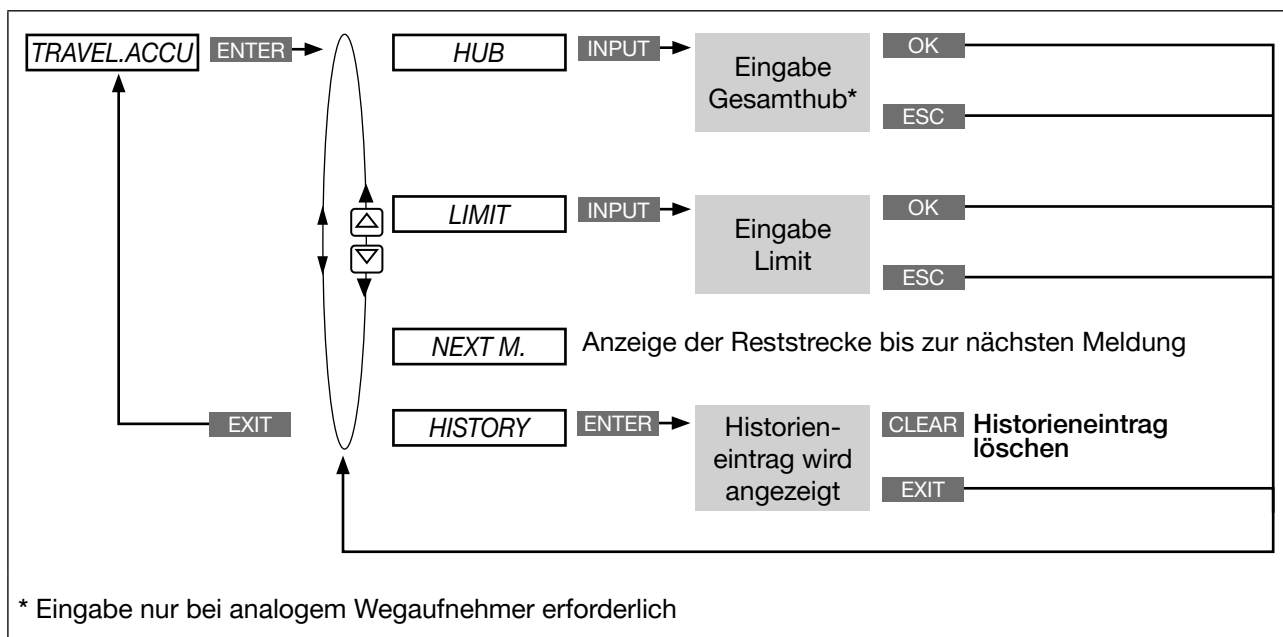 TRAVEL.ACCU ENTER HUB INPUT Eingabe
Gesamthub* OK
ESC
LIMIT INPUT Eingabe
Limit OK
ESC
NEXT M. Anzeige der Reststrecke bis zur nächsten Meldung
EXIT HISTORY ENTER Historien-
eintrag wird
angezeigt CLEAR Historieneintrag
löschen
EXIT
* Eingabe nur bei analogem Wegaufnehmer erforderlich